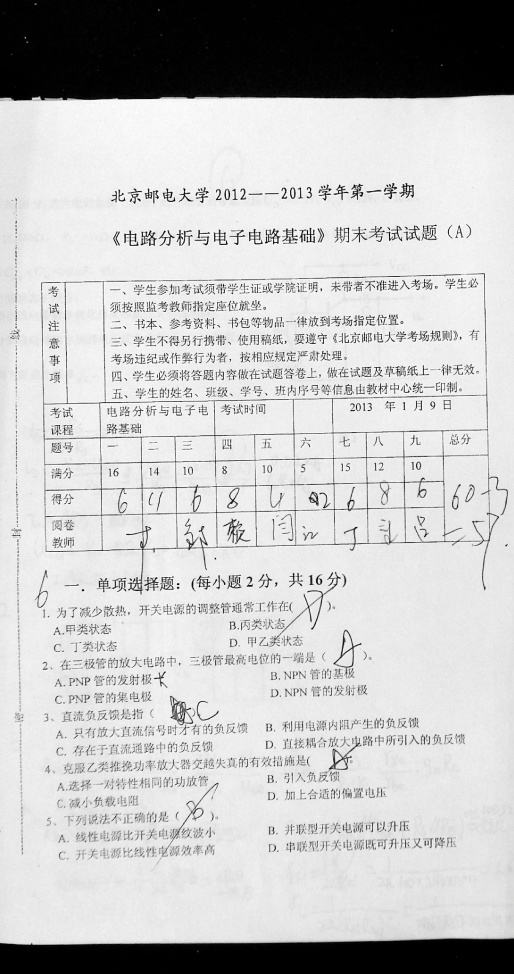 北京邮电大学 2012——2013 学年第一学期
《电路分析与电子电路基础》期末考试试题（A）
考试注意事项
一、学生参加考试须带学生证或学院证明，未带者不准进入考场。学生必
须按照监考教师指定座位就坐。
二、书本、参考资料、书包等物品一律放到考场指定位置。
三、学生不得另行携带、使用稿纸，要遵守《北京邮电大学考场规则》，有
考场违纪或作弊行为者，按相应规定严肃处理。
四、学生必须将答题内容做在试题答卷上，做在试题及草稿纸上一律无效。
五、学生的姓名、班级、学号、班内序号等信息由教材中心统一印制。
考试课程 电路分析与电子电路基础 考试时间 2013 年 1 月 9 日
题号 一 二 三 四 五 六 七 八 九 总分
满分 16 14 10 8 10 5 15 12 10
得分 6 4 6 8 4 2 6 8 6 60-3
阅卷教师 =57
6
一．单项选择题：(每小题 2 分，共 16 分)
1. 为了减少散热，开关电源的调整管通常工作在( D )。
A.甲类状态 B.丙类状态
C. 丁类状态 D. 甲乙类状态
2、在三极管的放大电路中，三极管最高电位的一端是（ A ）。
A. PNP 管的发射极 B. NPN 管的基极
C. PNP 管的集电极 D. NPN 管的发射极
3、直流负反馈是指（ C
A. 只有放大直流信号时才有的负反馈 B. 利用电源内阻产生的负反馈
C. 存在于直流通路中的负反馈 D. 直接耦合放大电路中所引入的负反馈
4、克服乙类推挽功率放大器交越失真的有效措施是(
A.选择一对特性相同的功放管 B. 引入负反馈
C. 减小负载电阻 D. 加上合适的偏置电压
5、下列说法不正确的是（ B ）。
A. 线性电源比开关电源纹波小 B. 并联型开关电源可以升压
C. 开关电源比线性电源效率高 D. 串联型开关电源既可升压又可降压